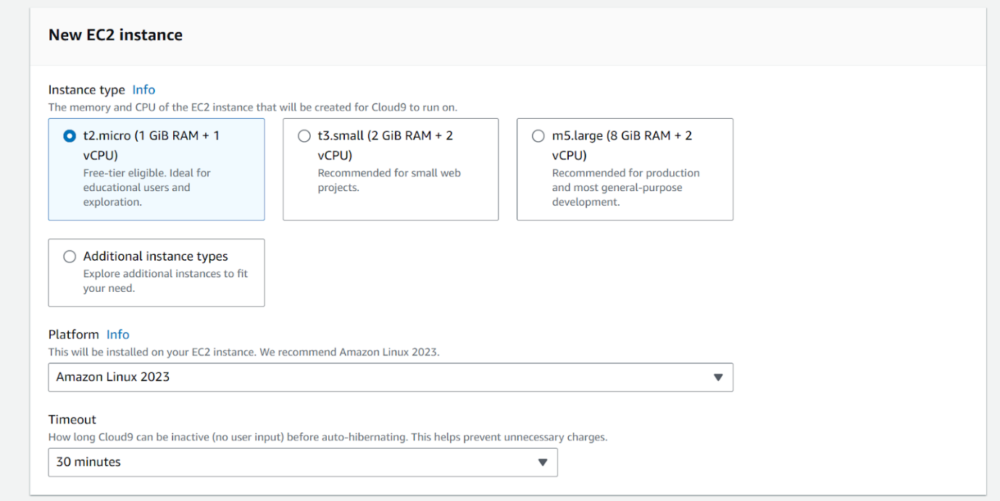 New EC2 instance
Instance type Info
The memory and CPU of the EC2 instance that will be created for Cloud9 to run on.
t2.micro (1 GiB RAM + 1
vCPU)
Free-tier eligible. Ideal for
educational users and
exploration.
t3.small (2 GiB RAM + 2
vCPU)
Recommended for small web
projects.
m5.large (8 GiB RAM + 2
vCPU)
Recommended for production
and most general-purpose
development.
Additional instance types
Explore additional instances to fit
your need.
Platform Info
This will be installed on your EC2 instance. We recommend Amazon Linux 2023.
Amazon Linux 2023
Timeout
How long Cloud9 can be inactive (no user input) before auto-hibernating. This helps prevent unnecessary charges.
30 minutes